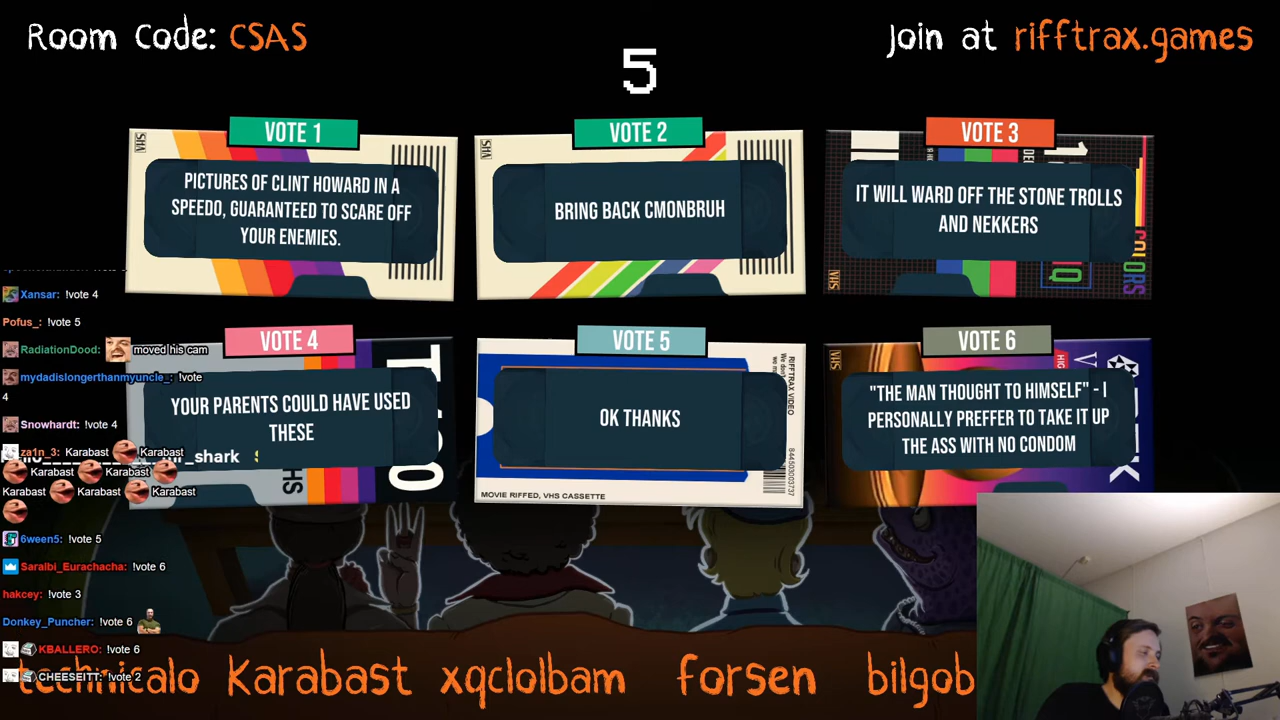 Room Code: CSAS
Join at rifftrax.games
5
VOTE 1
PICTURES OF CLINT HOWARD IN A
SPEEDO, GUARANTEED TO SCARE OFF
YOUR ENEMIES.
VOTE 2
BRING BACK CMONBRUH
VOTE 3
IT WILL WARD OFF THE STONE TROLLS
AND NEKKERS
VHS
VOTE 4
YOUR PARENTS COULD HAVE USED
THESE
VOTE 5
OK THANKS
RIFFTRAX VIDEO
MOVIE RIFFED, VHS CASSETTE
VOTE 6
"THE MAN THOUGHT TO HIMSELF" - I
PERSONALLY PREFFER TO TAKE IT UP
THE ASS WITH NO CONDOM
Xansar: !vote 4
Pofus_: !vote 5
RadiationDood: moved his cam
mydadislongerthanmyuncle_: !vote
4
Snowhardt: !vote 4
za1n_3: Karabast Karabast
Karabast Karabast
Karabast Karabast Karabast
6ween5: !vote 5
Saralbi_Eurachacha: !vote 6
hakcey: !vote 3
Donkey_Puncher: !vote 6
KBALLERO: !vote 6
CHEESEITT: !vote 2
technicalo Karabast xqclolbam forsen bilgob